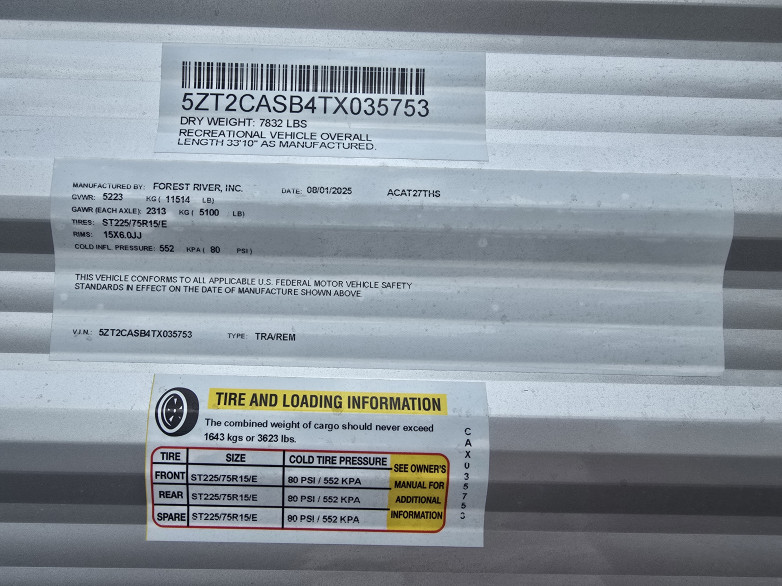 5ZT2CASB4TX035753
DRY WEIGHT: 7832 LBS
RECREATIONAL VEHICLE OVERALL
LENGTH 33'10" AS MANUFACTURED.
MANUFACTURED BY: FOREST RIVER, INC. DATE: 08/01/2025 ACAT27THS
GVWR: 5223 KG ( 11514 LB)
GAWR (EACH AXLE): 2313 KG ( 5100 LB)
TIRES: ST225/75R15/E
RIMS: 15X6.0JJ
COLD INFL. PRESSURE: 552 KPA ( 80 PSI )
THIS VEHICLE CONFORMS TO ALL APPLICABLE U.S. FEDERAL MOTOR VEHICLE SAFETY
STANDARDS IN EFFECT ON THE DATE OF MANUFACTURE SHOWN ABOVE
V.I.N.: 5ZT2CASB4TX035753 TYPE: TRA/REM
TIRE AND LOADING INFORMATION
The combined weight of cargo should never exceed
1643 kgs or 3623 lbs.
TIRE SIZE COLD TIRE PRESSURE
FRONT ST225/75R15/E 80 PSI / 552 KPA
REAR ST225/75R15/E 80 PSI / 552 KPA
SPARE ST225/75R15/E 80 PSI / 552 KPA
SEE OWNER'S
MANUAL FOR
ADDITIONAL
INFORMATION
CAX035753